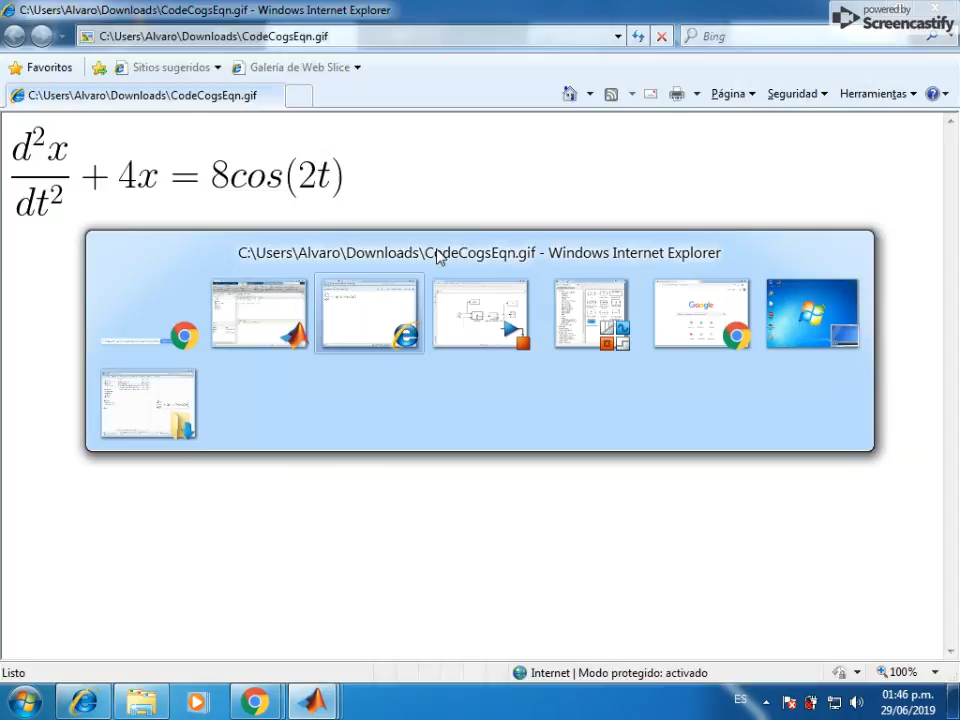 C:\Users\Alvaro\Downloads\CodeCogsEqn.gif - Windows Internet Explorer
powered by
Screencastify
C:\Users\Alvaro\Downloads\CodeCogsEqn.gif
Bing
Favoritos
Sitios sugeridos
Galería de Web Slice
C:\Users\Alvaro\Downloads\CodeCogsEqn.gif
Página
Seguridad
Herramientas
d²x/dt² + 4x = 8cos(2t)
C:\Users\Alvaro\Downloads\CodeCogsEqn.gif - Windows Internet Explorer
Google
Listo
Internet | Modo protegido: activado
100%
ES
01:46 p.m.
29/06/2019